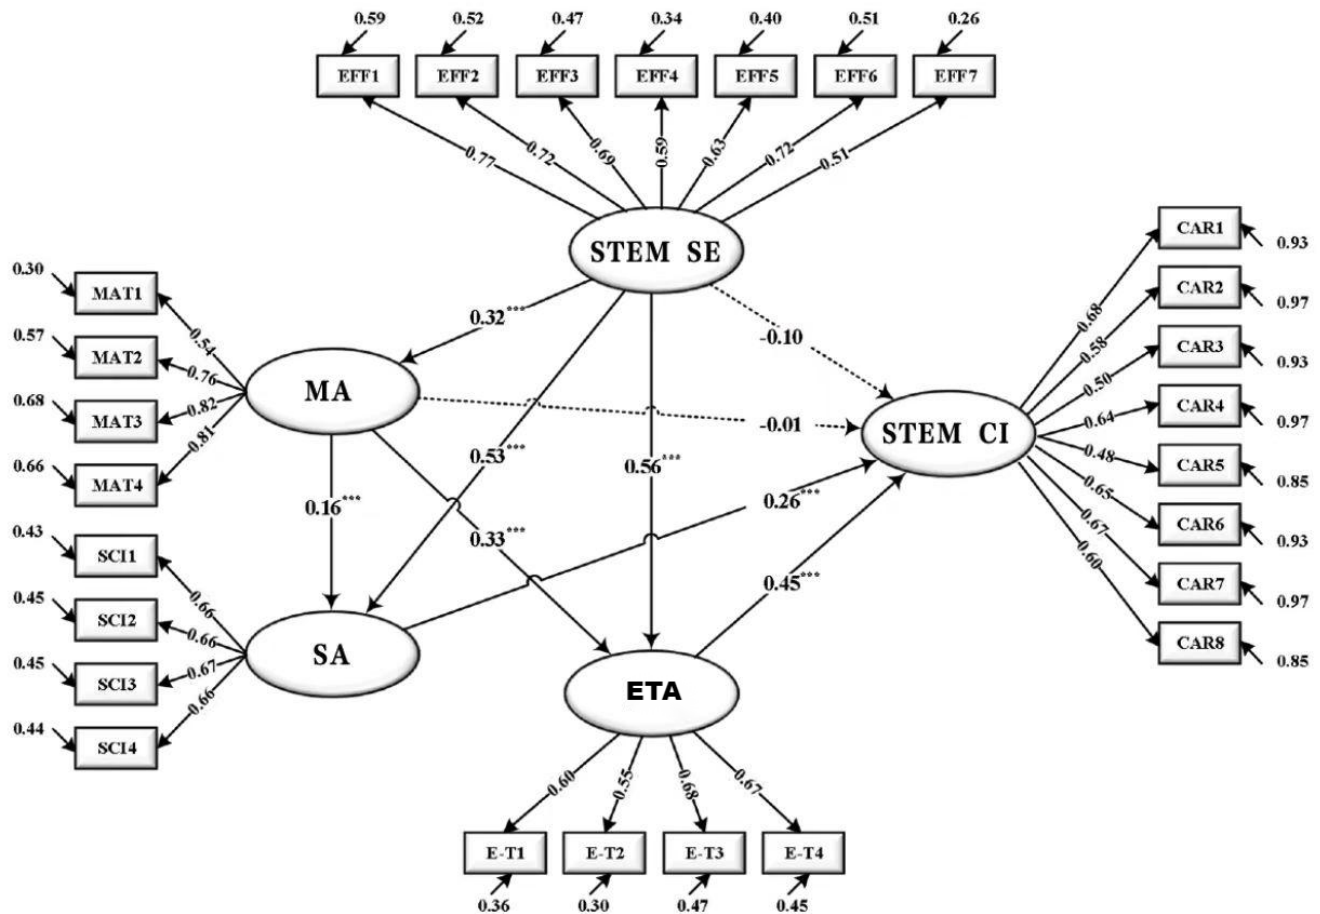 0.59 0.52 0.47 0.34 0.40 0.51 0.26
EFF1 EFF2 EFF3 EFF4 EFF5 EFF6 EFF7
0.77 0.72 0.69 0.59 0.63 0.72 0.51
STEM SE
0.30 MAT1
0.57 MAT2
0.68 MAT3
0.66 MAT4
0.54
0.76
0.82
0.81
MA
0.32***
-0.10
-0.01
0.53***
0.56***
0.16***
0.33***
0.26***
0.45***
STEM CI
0.68
0.58
0.50
0.64
0.48
0.65
0.67
0.60
CAR1 0.93
CAR2 0.97
CAR3 0.93
CAR4 0.97
CAR5 0.85
CAR6 0.93
CAR7 0.97
CAR8 0.85
0.43 SCI1
0.45 SCI2
0.45 SCI3
0.44 SCI4
0.66
0.66
0.67
0.66
SA
ETA
0.60 0.55 0.68 0.67
E-T1 E-T2 E-T3 E-T4
0.36 0.30 0.47 0.45